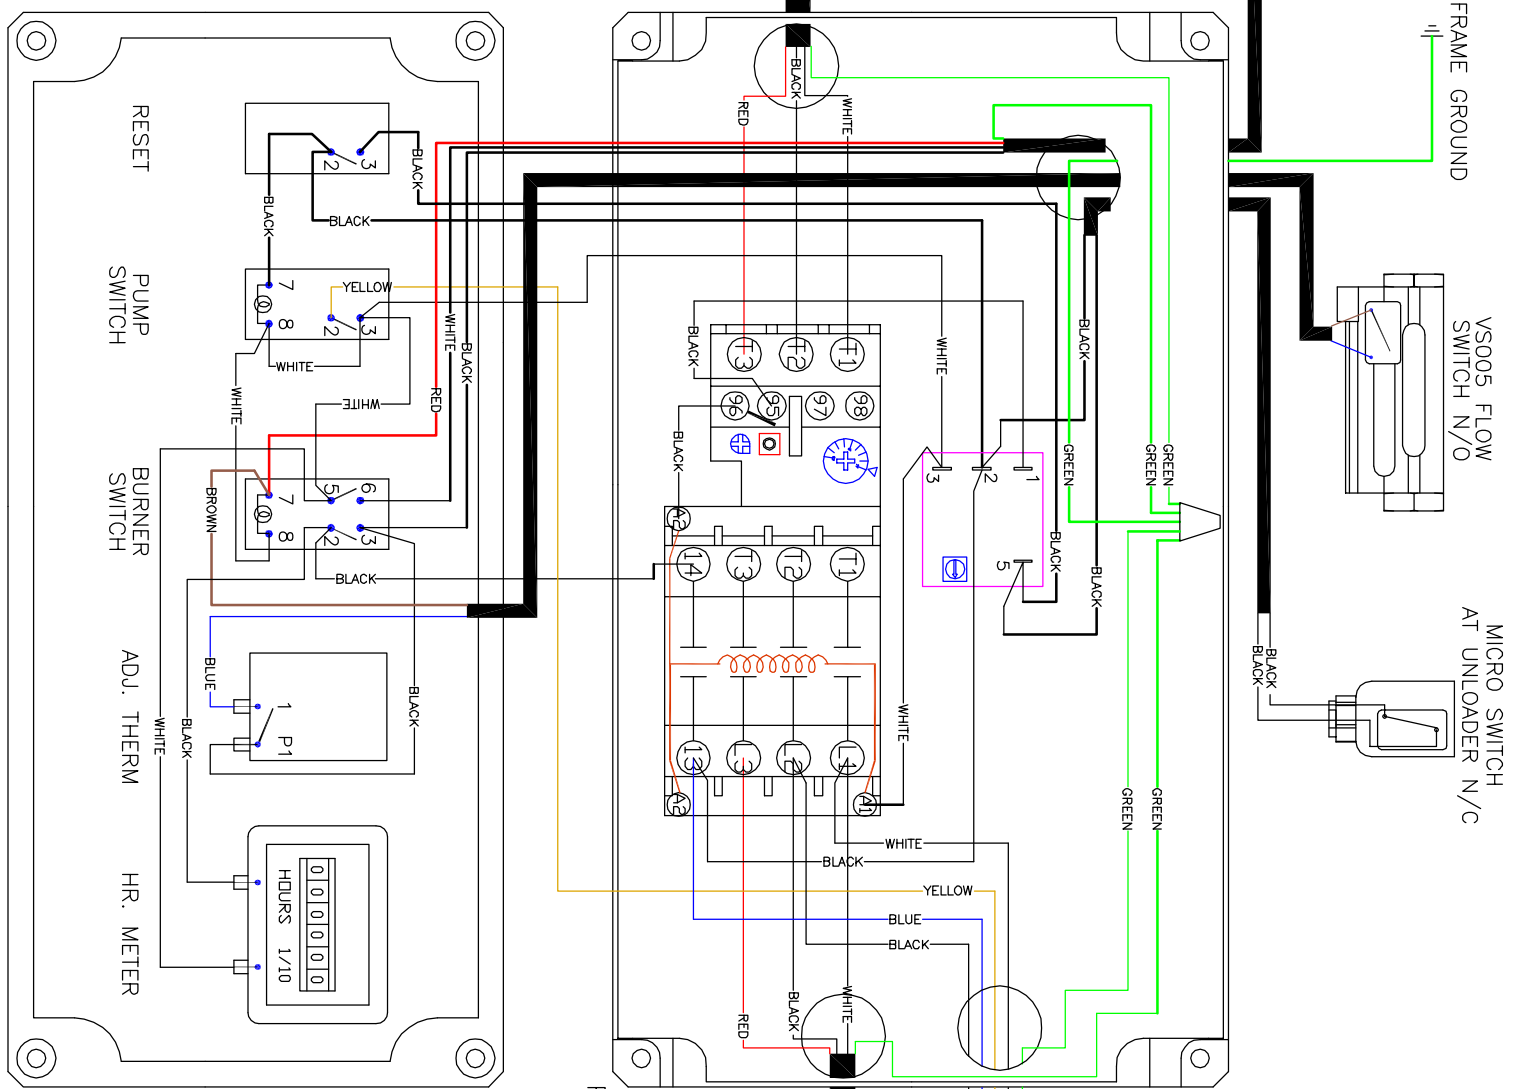 FRAME GROUND
VS005 FLOW
SWITCH N/O
MICRO SWITCH
AT UNLOADER N/C
RESET
PUMP
SWITCH
BURNER
SWITCH
ADJ. THERM
HR. METER
3
2
BLACK
BLACK
BLACK
7
8
2
3
YELLOW
WHITE
WHITE
WHITE
WHITE
BLACK
RED
6
5
7
8
3
2
BROWN
BLACK
BLUE
1
P1
BLACK
BLACK
WHITE
0
0
0
0
0
0
HOURS 1/10
BLACK
WHITE
RED
T3
T2
T1
BLACK
96
95
97
98
BLACK
A2
14
T3
T2
T1
13
L3
L2
L1
A2
A1
WHITE
BLACK
3
2
1
5
BLACK
BLACK
GREEN
GREEN
GREEN
WHITE
WHITE
BLACK
YELLOW
BLUE
BLACK
RED
BLACK
WHITE
GREEN
GREEN
BLACK
BLACK